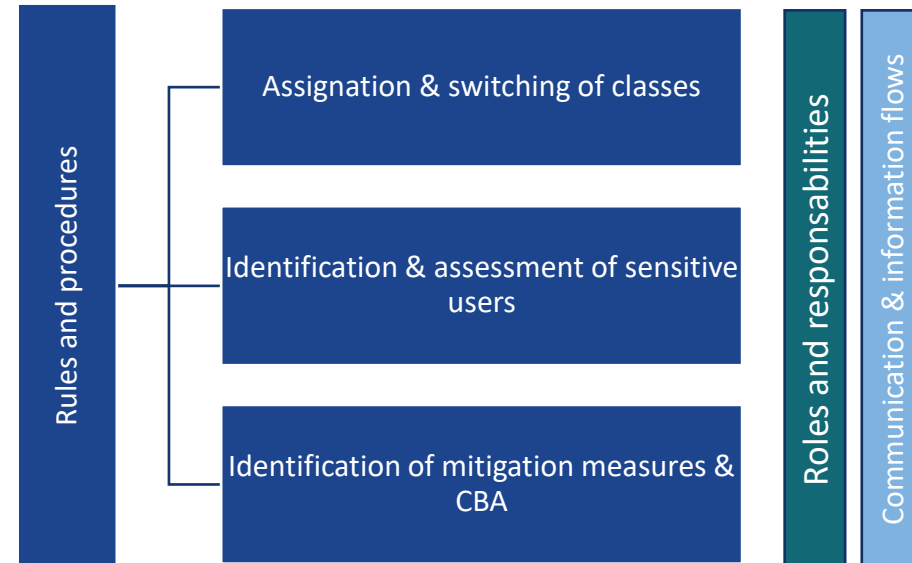 Rules and procedures
Assignation & switching of classes
Identification & assessment of sensitive
users
Identification of mitigation measures &
CBA
Roles and responsabilities
Communication & information flows